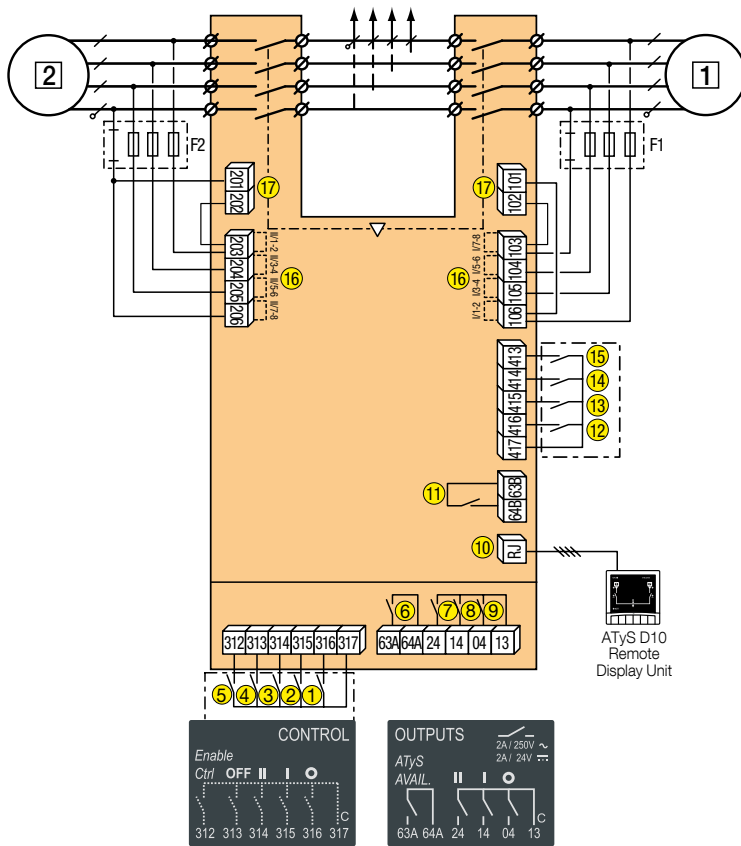 2
1
F2
F1
201
202
17
17
101
102
203
204
205
206
II/1-2
II/3-4
II/5-6
II/7-8
16
16
I/7-8
I/5-6
I/3-4
I/1-2
103
104
105
106
413
414
415
416
417
15
14
13
12
11
63B
64B
10
RJ
ATyS D10
Remote
Display Unit
6
7
8
9
312 313 314 315 316 317
63A 64A 24 14 04 13
5 4 3 2 1
CONTROL
Enable
Ctrl OFF II I O
C
312 313 314 315 316 317
OUTPUTS
2A / 250V ~
2A / 24V ⎓
ATyS
AVAIL. II I O
C
63A 64A 24 14 04 13